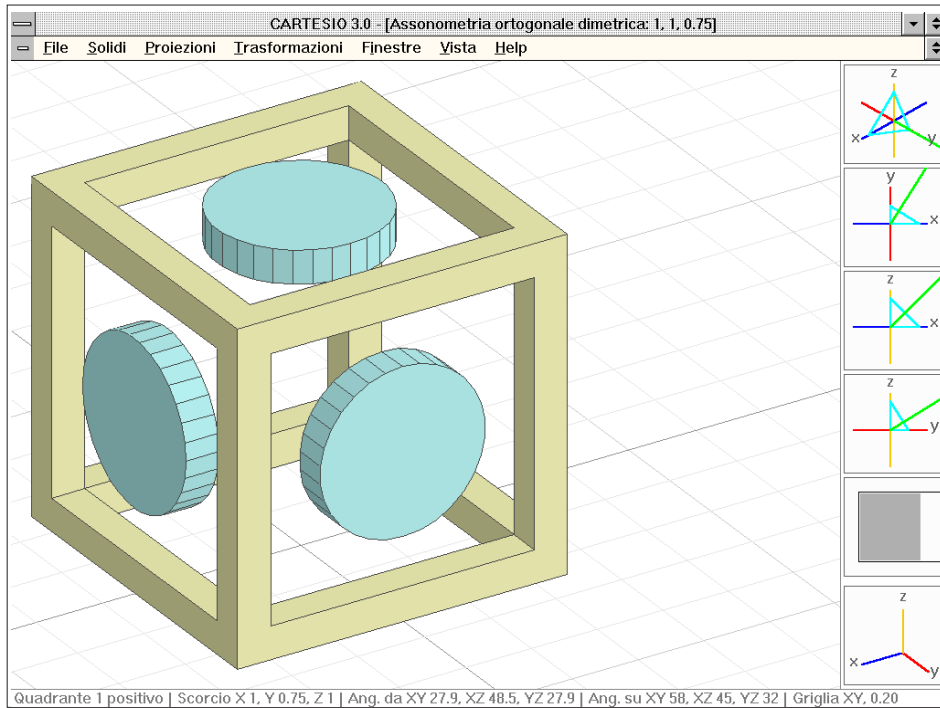 CARTESIO 3.0 - [Assonometria ortogonale dimetrica: 1, 1, 0.75]
File Solidi Proiezioni Trasformazioni Finestre Vista Help
z
x y
y
x
z
x
z
y
z
x
y
Quadrante 1 positivo | Scorcio X 1, Y 0.75, Z 1 | Ang. da XY 27.9, XZ 48.5, YZ 27.9 | Ang. su XY 58, XZ 45, YZ 32 | Griglia XY, 0.20